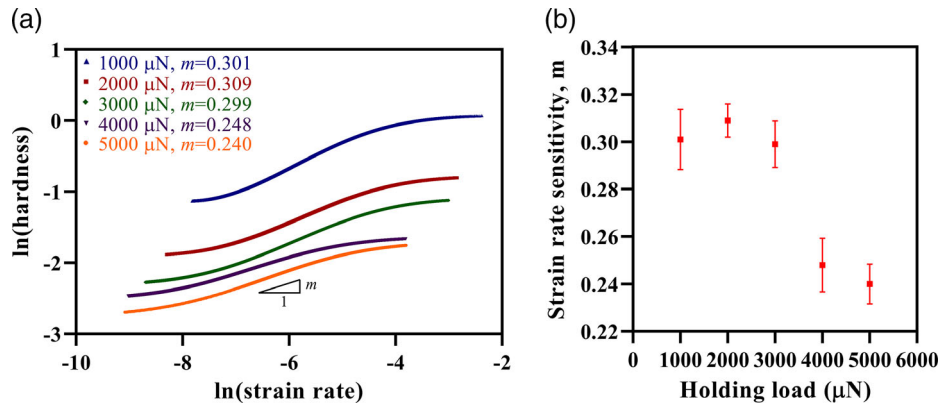 (a)
1
0
-1
-2
-3
ln(hardness)
1000 μN, m=0.301
2000 μN, m=0.309
3000 μN, m=0.299
4000 μN, m=0.248
5000 μN, m=0.240
m
1
-10
-8
-6
-4
-2
ln(strain rate)
(b)
0.34
0.32
0.30
0.28
0.26
0.24
0.22
Strain rate sensitivity, m
0 1000 2000 3000 4000 5000 6000
Holding load (μN)